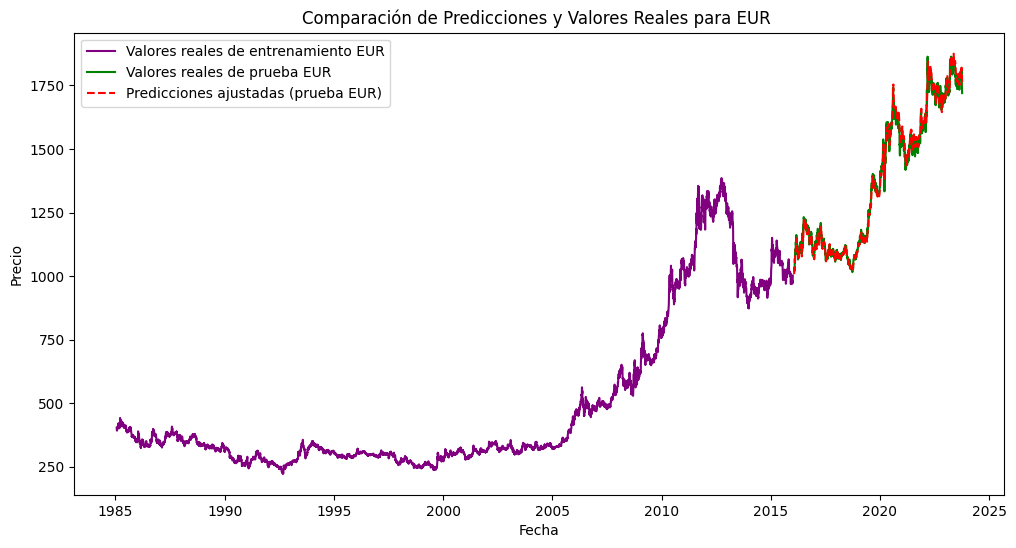 Comparación de Predicciones y Valores Reales para EUR
Valores reales de entrenamiento EUR
Valores reales de prueba EUR
Predicciones ajustadas (prueba EUR)
Precio
1750
1500
1250
1000
750
500
250
1985 1990 1995 2000 2005 2010 2015 2020 2025
Fecha